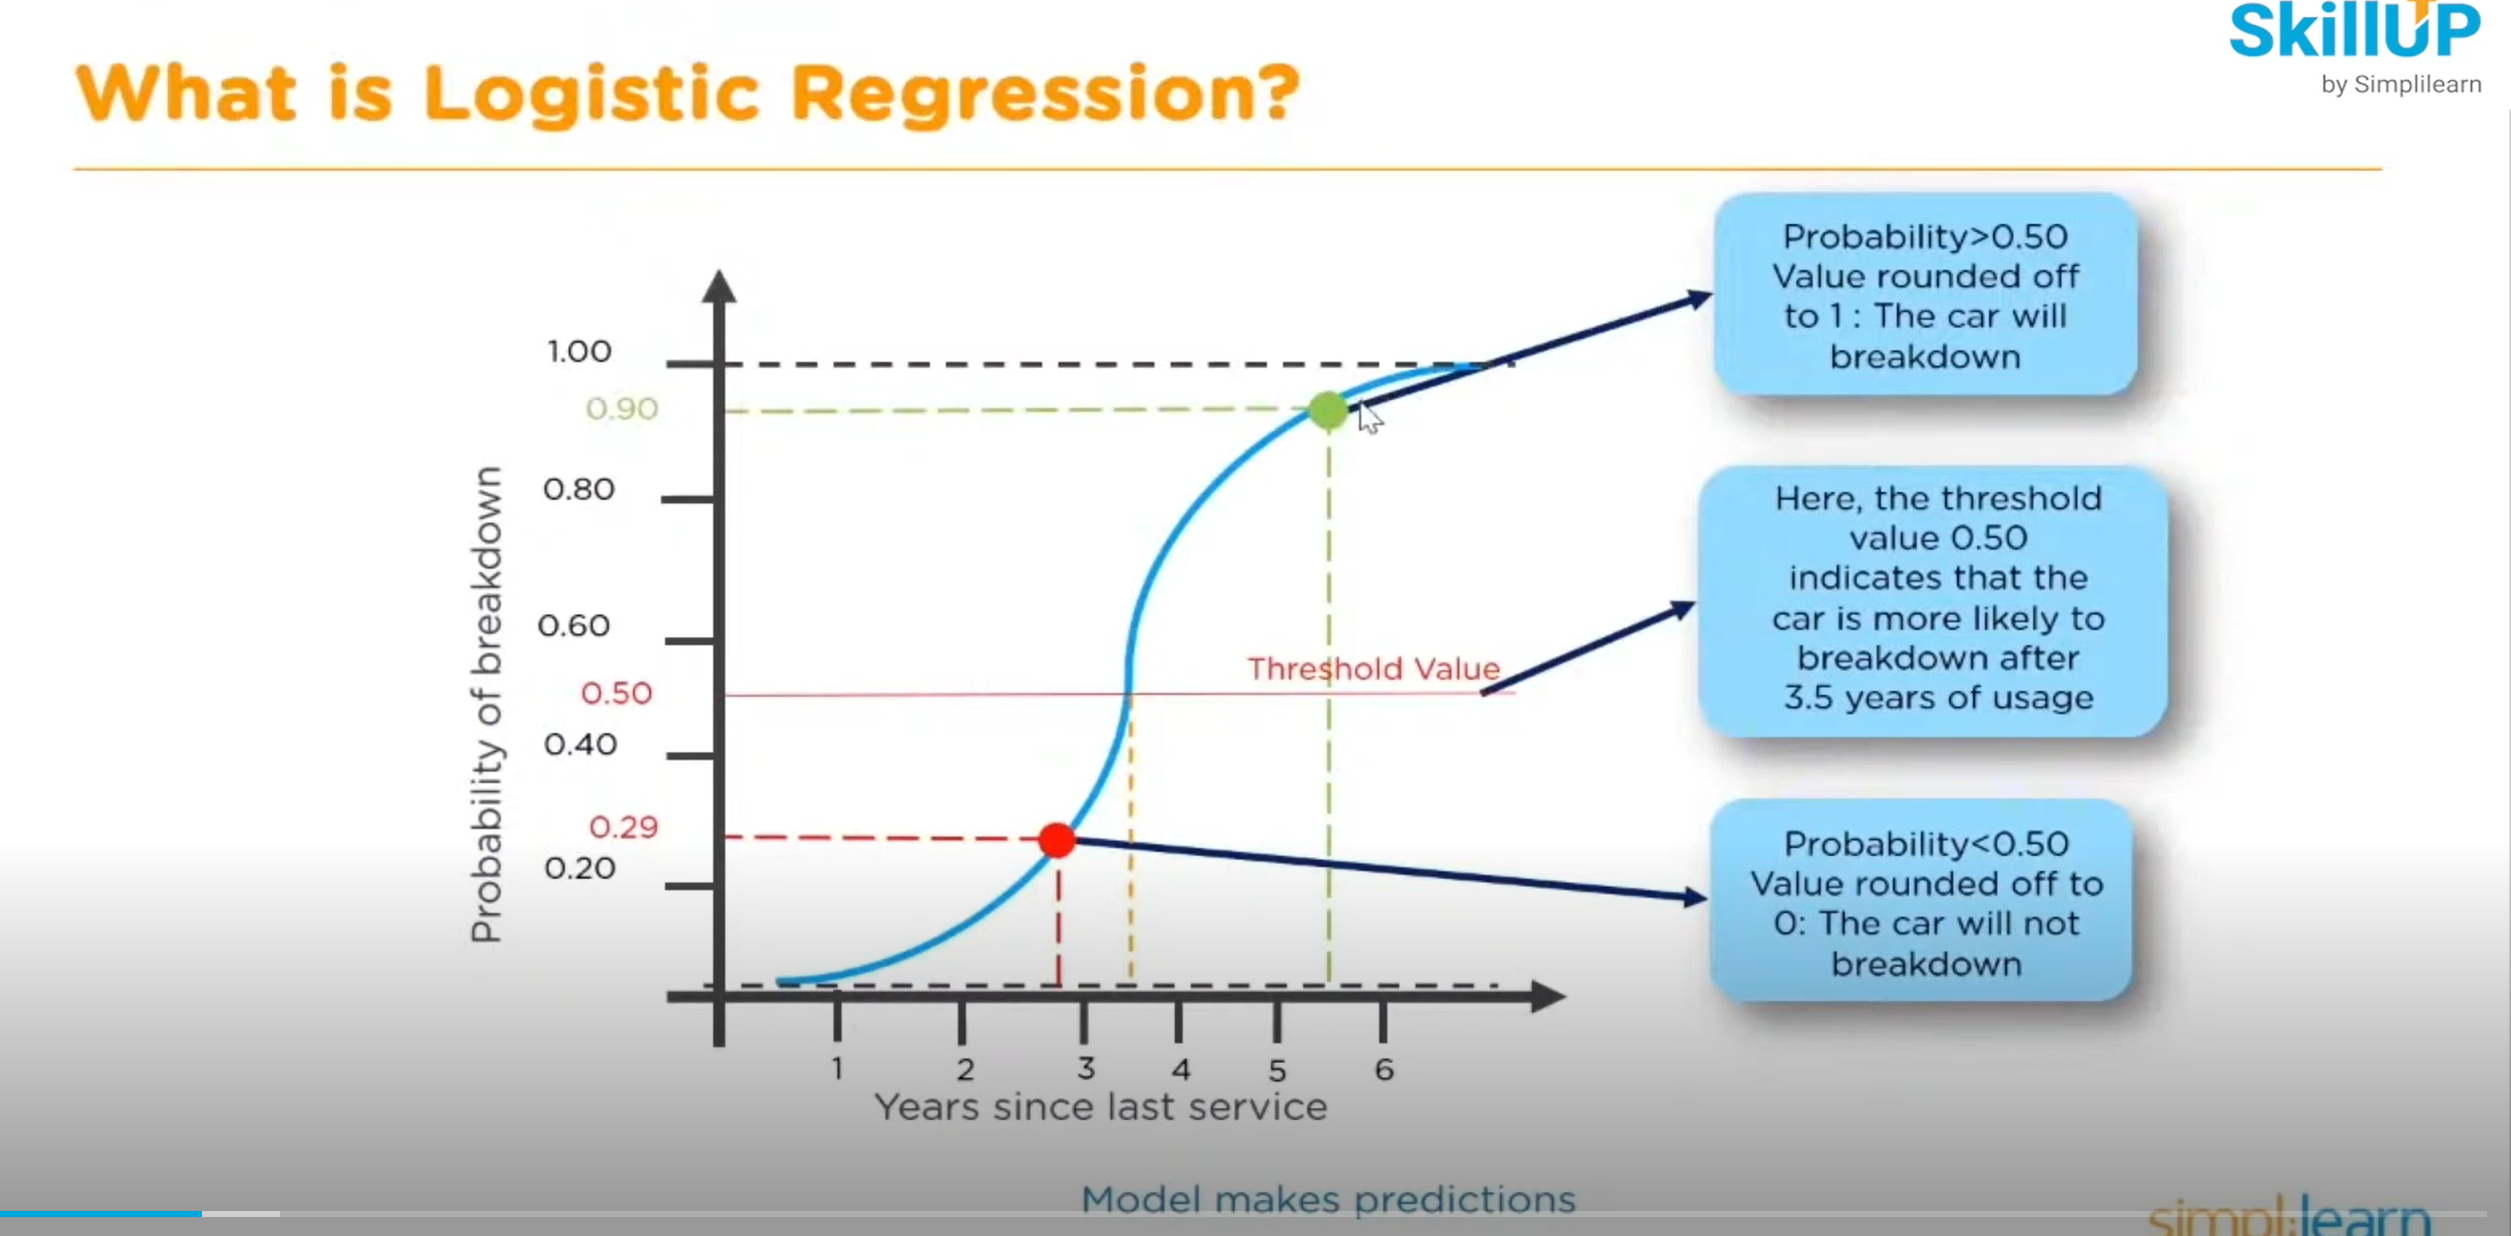 SkillUP
by Simplilearn
What is Logistic Regression?
Probability>0.50
Value rounded off
to 1 : The car will
breakdown
1.00
0.90
0.80
0.60
0.50
0.40
0.29
0.20
Probability of breakdown
Threshold Value
Here, the threshold
value 0.50
indicates that the
car is more likely to
breakdown after
3.5 years of usage
Probability<0.50
Value rounded off to
0: The car will not
breakdown
1 2 3 4 5 6
Years since last service
Model makes predictions
simplilearn